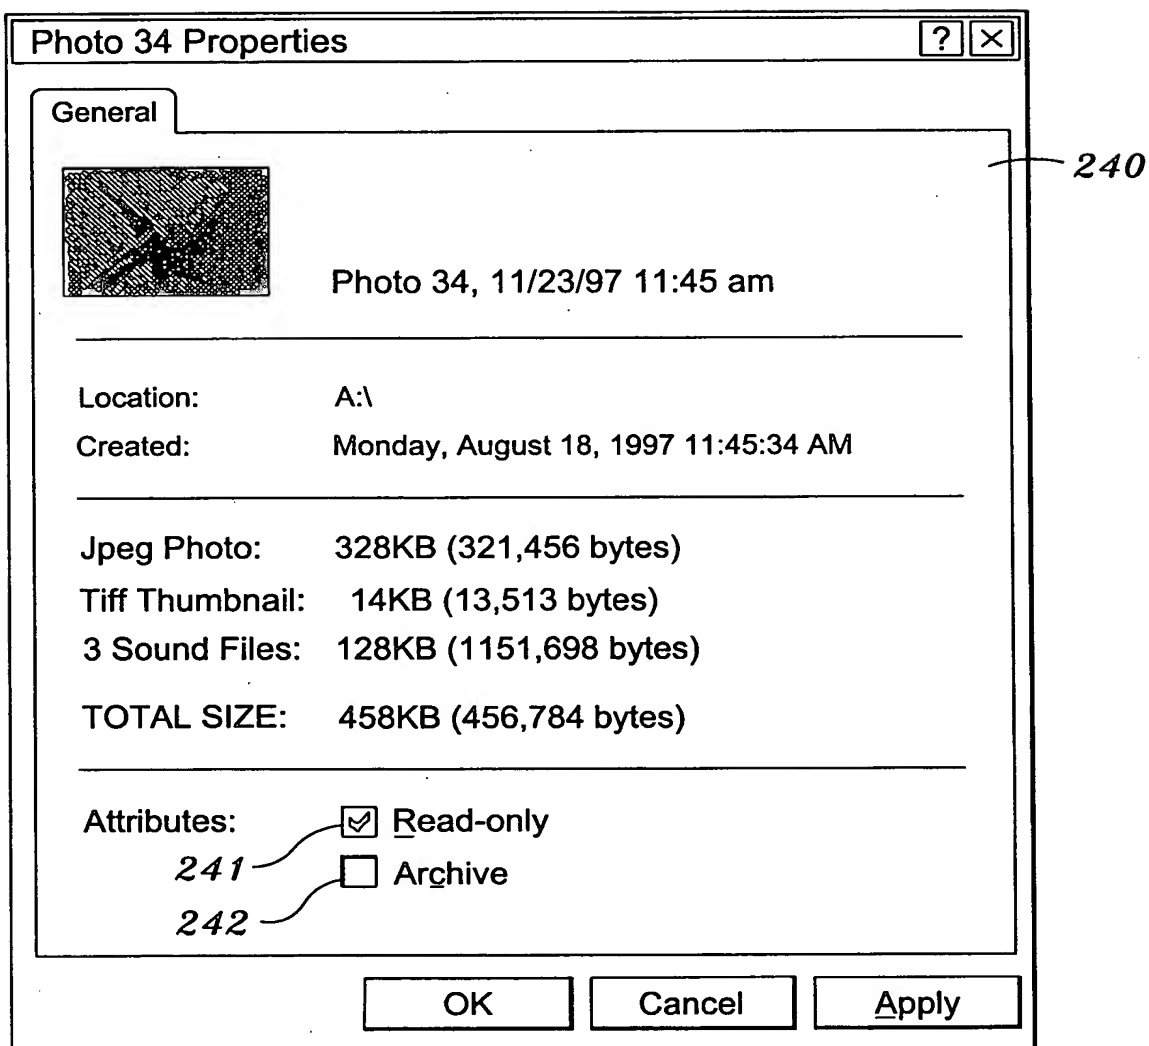 Photo 34 Properties ? ×
General
240
Photo 34, 11/23/97 11:45 am
Location: A:\
Created: Monday, August 18, 1997 11:45:34 AM
Jpeg Photo: 328KB (321,456 bytes)
Tiff Thumbnail: 14KB (13,513 bytes)
3 Sound Files: 128KB (1151,698 bytes)
TOTAL SIZE: 458KB (456,784 bytes)
Attributes: Read-only
241
Archive
242
OK Cancel Apply